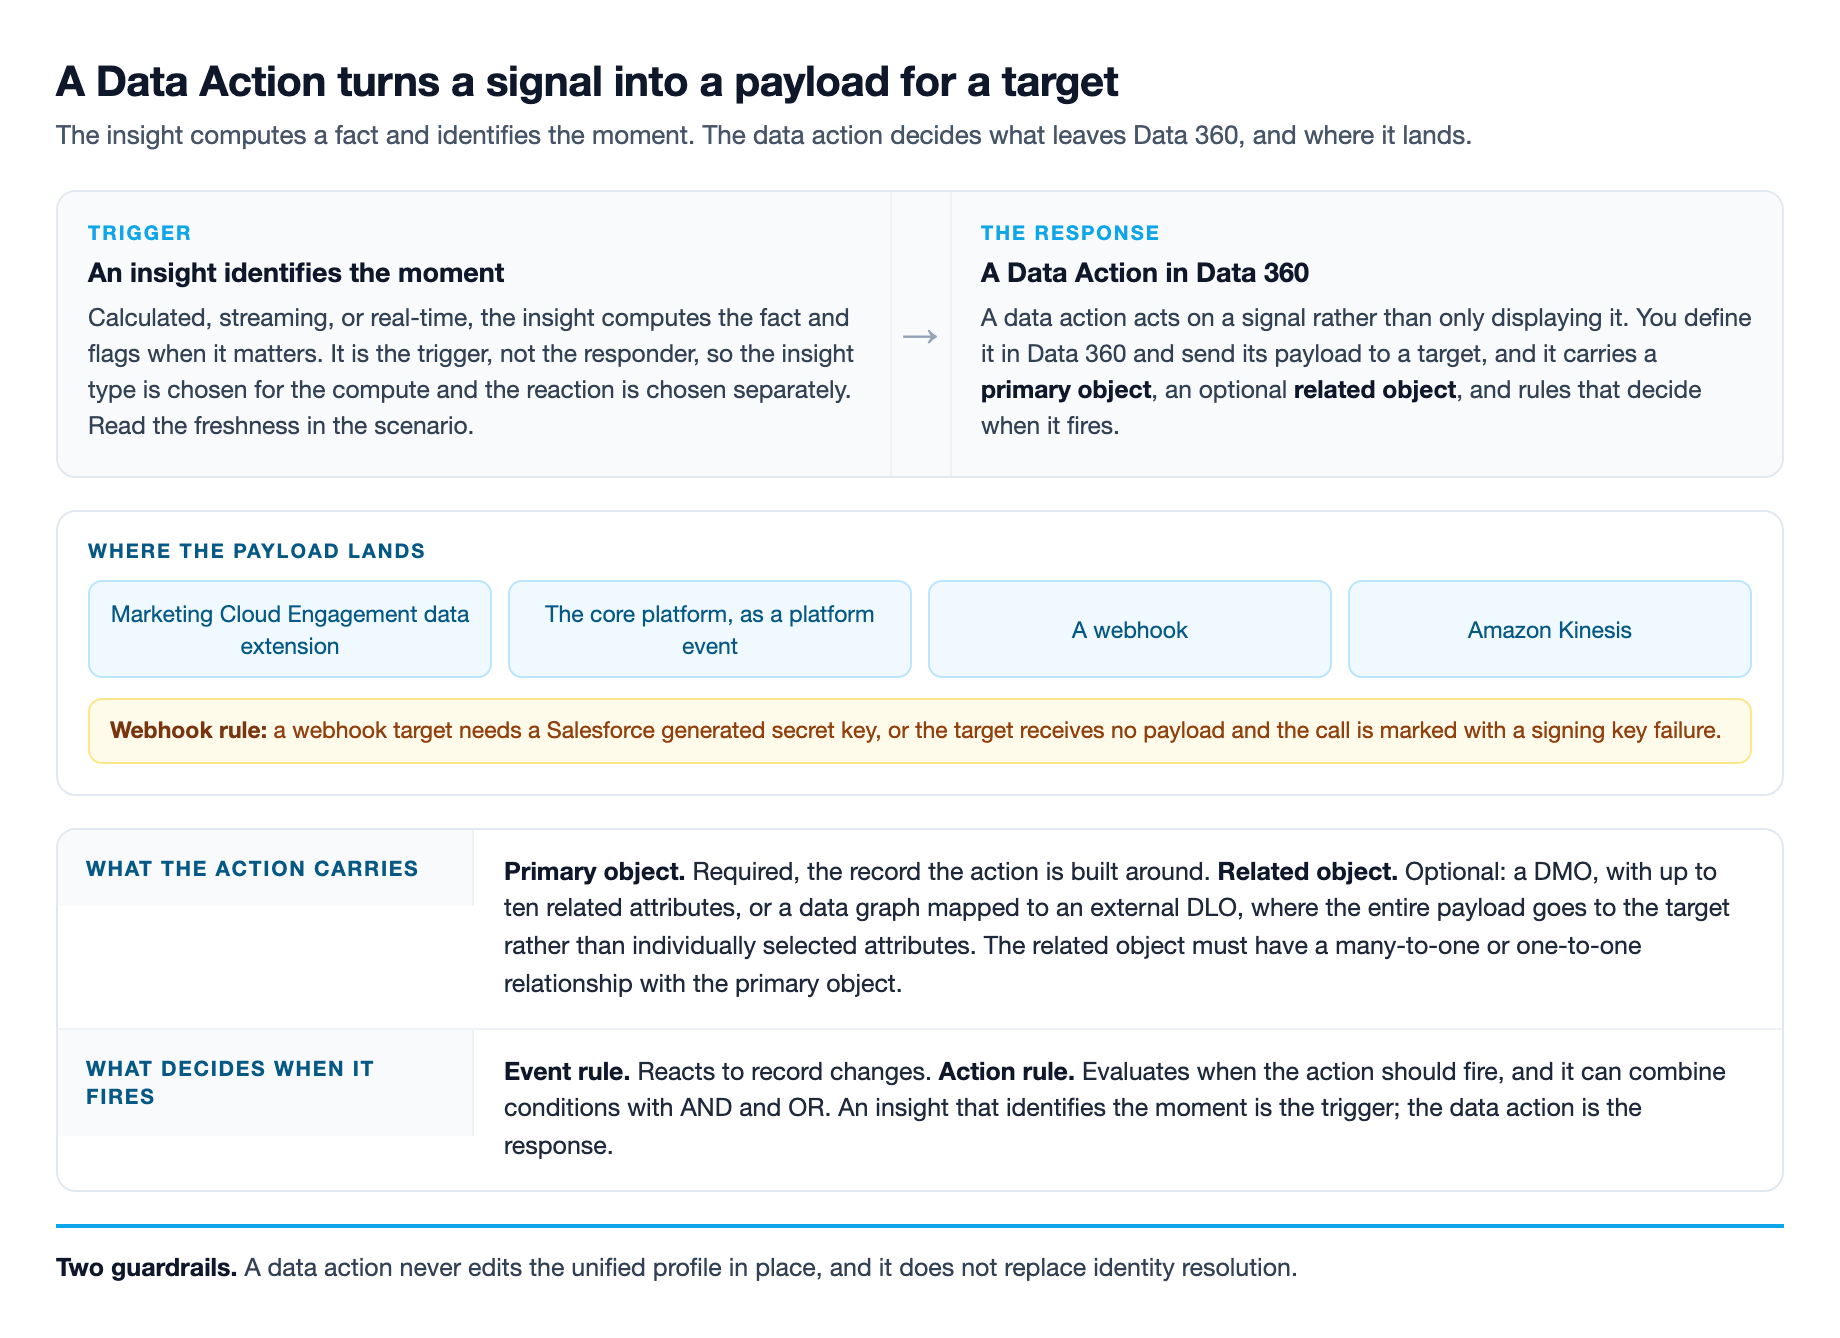 A Data Action turns a signal into a payload for a target
The insight computes a fact and identifies the moment. The data action decides what leaves Data 360, and where it lands.
TRIGGER
An insight identifies the moment
Calculated, streaming, or real-time, the insight computes the fact and
flags when it matters. It is the trigger, not the responder, so the insight
type is chosen for the compute and the reaction is chosen separately.
Read the freshness in the scenario.
→
THE RESPONSE
A Data Action in Data 360
A data action acts on a signal rather than only displaying it. You define
it in Data 360 and send its payload to a target, and it carries a
primary object, an optional related object, and rules that decide
when it fires.
WHERE THE PAYLOAD LANDS
Marketing Cloud Engagement data
extension
The core platform, as a platform
event
A webhook
Amazon Kinesis
Webhook rule: a webhook target needs a Salesforce generated secret key, or the target receives no payload and the call is marked with a signing key failure.
WHAT THE ACTION CARRIES
Primary object. Required, the record the action is built around. Related object. Optional: a DMO, with up to
ten related attributes, or a data graph mapped to an external DLO, where the entire payload goes to the target
rather than individually selected attributes. The related object must have a many-to-one or one-to-one
relationship with the primary object.
WHAT DECIDES WHEN IT
FIRES
Event rule. Reacts to record changes. Action rule. Evaluates when the action should fire, and it can combine
conditions with AND and OR. An insight that identifies the moment is the trigger; the data action is the
response.
Two guardrails. A data action never edits the unified profile in place, and it does not replace identity resolution.